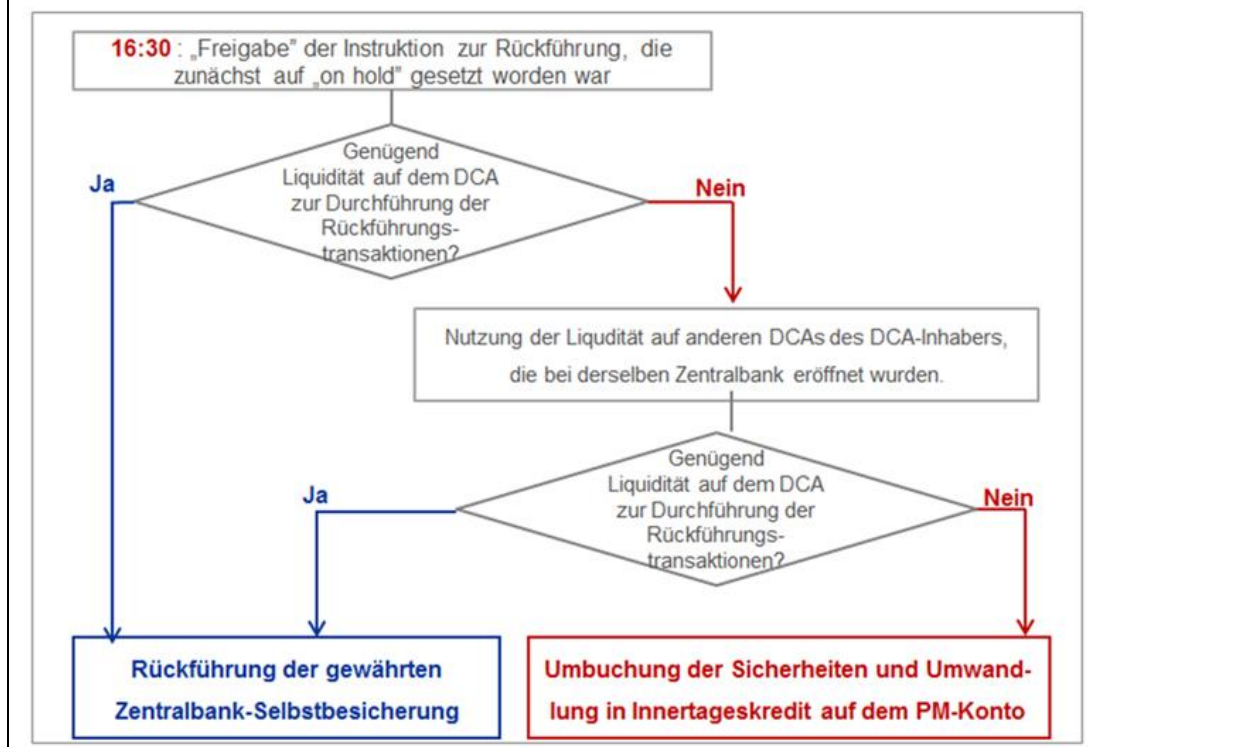 16:30 : „Freigabe” der Instruktion zur Rückführung, die
zunächst auf „on hold” gesetzt worden war
Genügend
Liquidität auf dem DCA
zur Durchführung der
Rückführungs-
transaktionen?
Ja
Nein
Nutzung der Liqudität auf anderen DCAs des DCA-Inhabers,
die bei derselben Zentralbank eröffnet wurden.
Genügend
Liquidität auf dem DCA
zur Durchführung der
Rückführungs-
transaktionen?
Ja
Nein
Rückführung der gewährten
Zentralbank-Selbstbesicherung
Umbuchung der Sicherheiten und Umwand-
lung in Innertageskredit auf dem PM-Konto